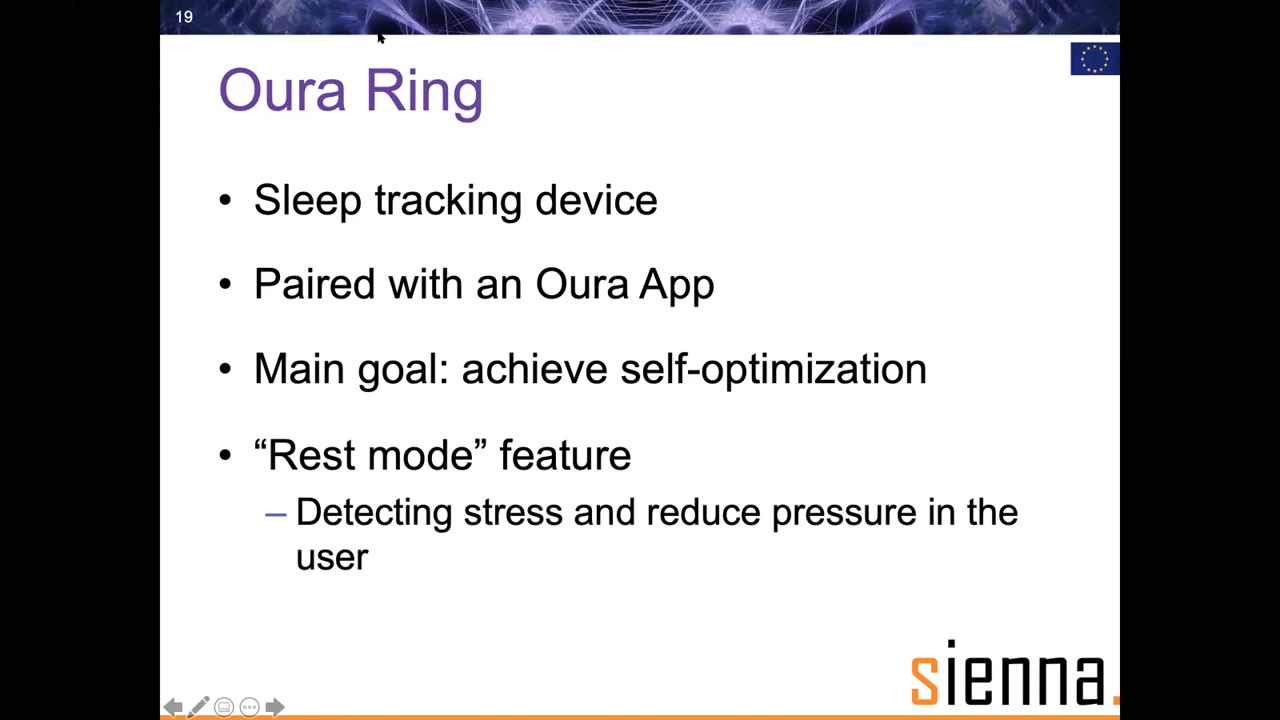 19
Oura Ring
• Sleep tracking device
• Paired with an Oura App
• Main goal: achieve self-optimization
• “Rest mode” feature
– Detecting stress and reduce pressure in the
user
sienna.